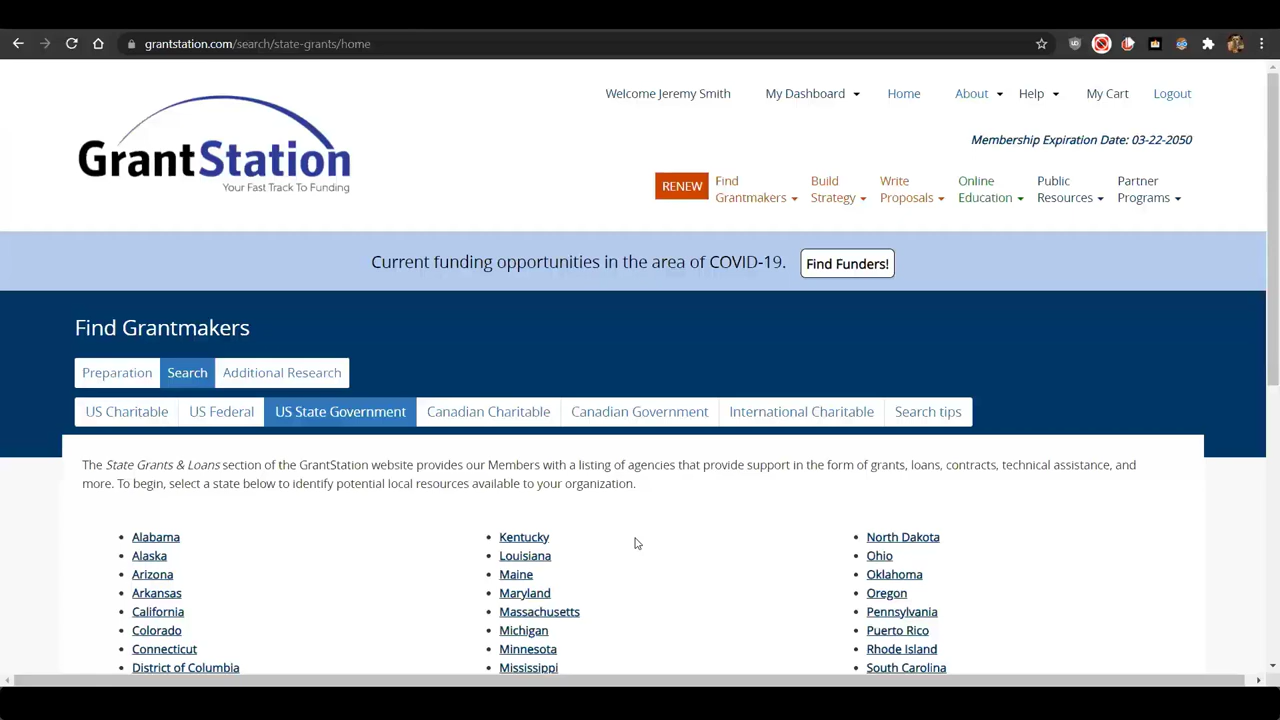 grantstation.com/search/state-grants/home
Welcome Jeremy Smith My Dashboard Home About Help My Cart Logout
Membership Expiration Date: 03-22-2050
GrantStation
Your Fast Track To Funding
RENEW Find Grantmakers Build Strategy Write Proposals Online Education Public Resources Partner Programs
Current funding opportunities in the area of COVID-19. Find Funders!
Find Grantmakers
Preparation Search Additional Research
US Charitable US Federal US State Government Canadian Charitable Canadian Government International Charitable Search tips
The State Grants & Loans section of the GrantStation website provides our Members with a listing of agencies that provide support in the form of grants, loans, contracts, technical assistance, and
more. To begin, select a state below to identify potential local resources available to your organization.
Alabama
Alaska
Arizona
Arkansas
California
Colorado
Connecticut
District of Columbia
Kentucky
Louisiana
Maine
Maryland
Massachusetts
Michigan
Minnesota
Mississippi
North Dakota
Ohio
Oklahoma
Oregon
Pennsylvania
Puerto Rico
Rhode Island
South Carolina